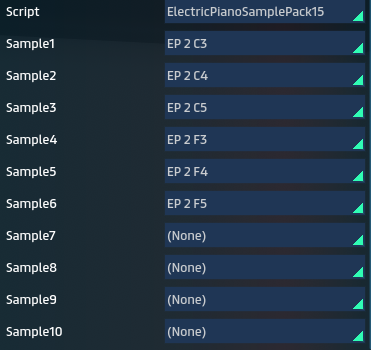 Script ElectricPianoSamplePack15
Sample1 EP 2 C3
Sample2 EP 2 C4
Sample3 EP 2 C5
Sample4 EP 2 F3
Sample5 EP 2 F4
Sample6 EP 2 F5
Sample7 (None)
Sample8 (None)
Sample9 (None)
Sample10 (None)